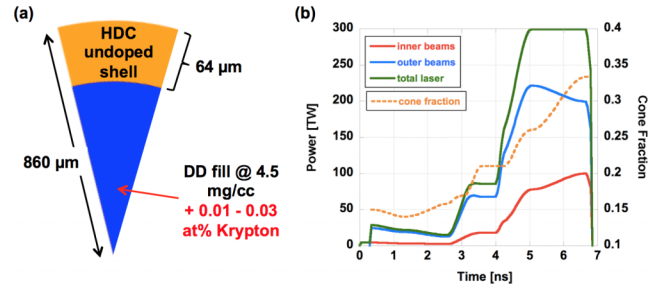 (a)
HDC
undoped
shell
64 µm
860 µm
DD fill @ 4.5
mg/cc
+ 0.01 - 0.03
at% Krypton
(b)
300
250
200
150
100
50
0
Power [TW]
inner beams
outer beams
total laser
cone fraction
0.4
0.35
0.3
0.25
0.2
0.15
0.1
Cone Fraction
0 1 2 3 4 5 6 7
Time [ns]